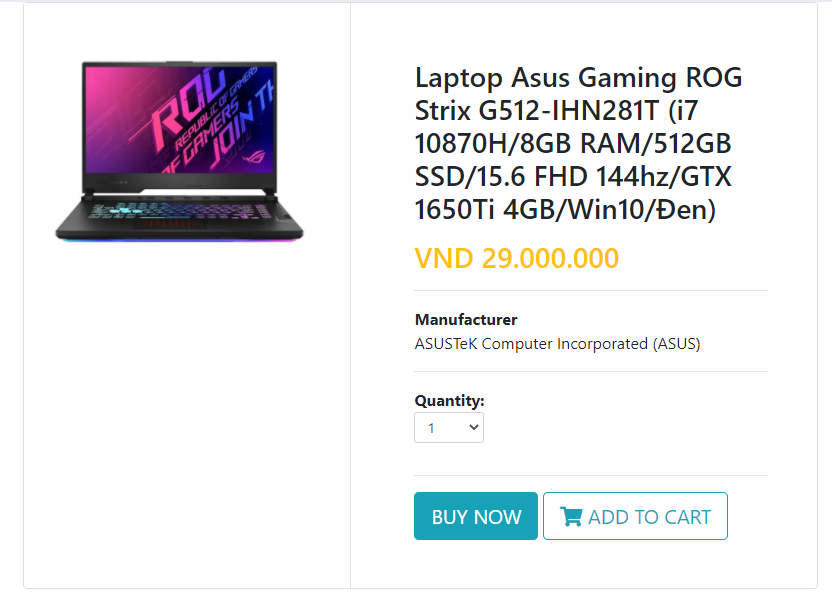 ROG
REPUBLIC OF GAMERS
OF GAMERS
JOIN TH
Laptop Asus Gaming ROG
Strix G512-IHN281T (i7
10870H/8GB RAM/512GB
SSD/15.6 FHD 144hz/GTX
1650Ti 4GB/Win10/Đen)
VND 29.000.000
Manufacturer
ASUSTeK Computer Incorporated (ASUS)
Quantity:
1
BUY NOW
ADD TO CART